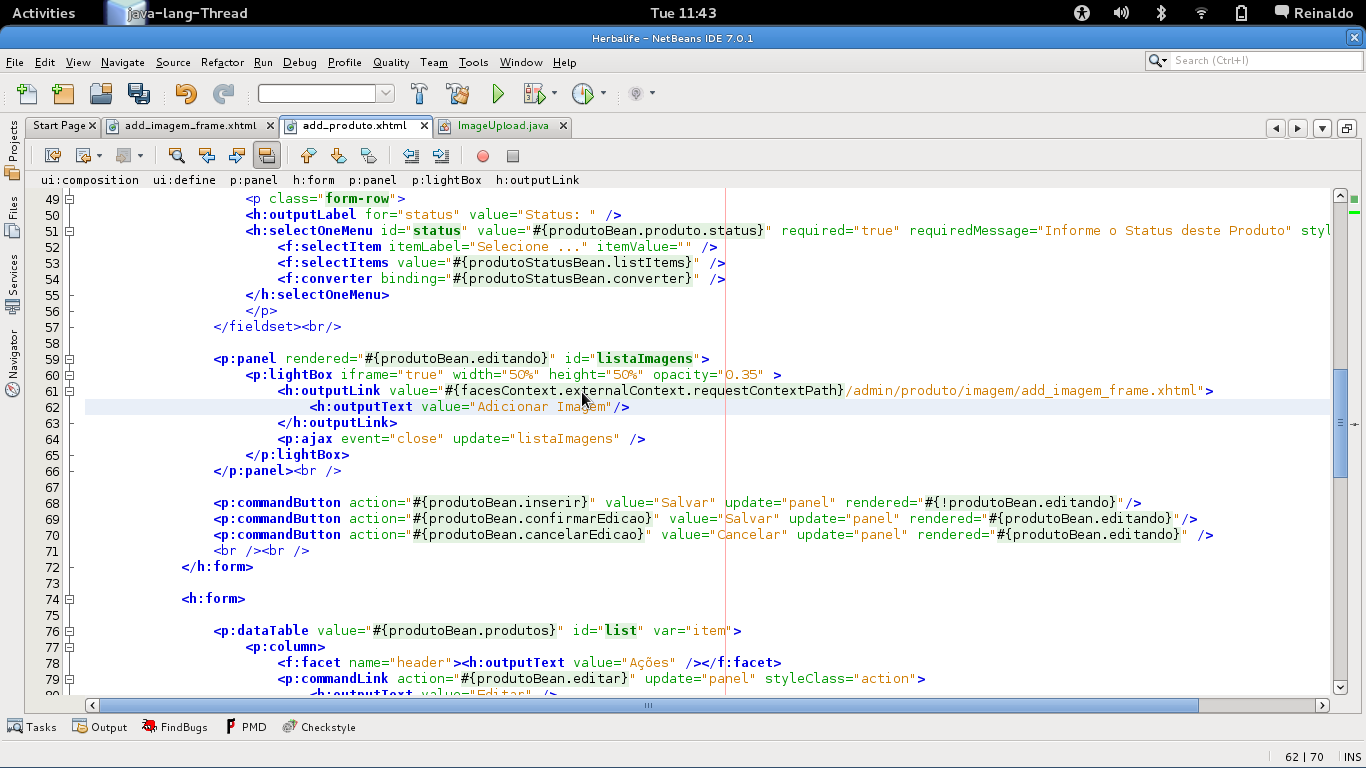 Activities java-lang-Thread Tue 11:43 Reinaldo
Herbalife - NetBeans IDE 7.0.1
File Edit View Navigate Source Refactor Run Debug Profile Quality Team Tools Window Help Search (Ctrl+I)
Start Page add_imagem_frame.xhtml add_produto.xhtml ImageUpload.java
Projects
Files
Services
Navigator
ui:composition ui:define p:panel h:form p:panel p:lightBox h:outputLink
49 <p class="form-row">
50 <h:outputLabel for="status" value="Status: " />
51 <h:selectOneMenu id="status" value="#{produtoBean.produto.status}" required="true" requiredMessage="Informe o Status deste Produto" styl
52 <f:selectItem itemLabel="Selecione ..." itemValue="" />
53 <f:selectItems value="#{produtoStatusBean.listItems}" />
54 <f:converter binding="#{produtoStatusBean.converter}" />
55 </h:selectOneMenu>
56 </p>
57 </fieldset><br/>
58
59 <p:panel rendered="#{produtoBean.editando}" id="listaImagens">
60 <p:lightBox iframe="true" width="50%" height="50%" opacity="0.35" >
61 <h:outputLink value="#{facesContext.externalContext.requestContextPath}/admin/produto/imagem/add_imagem_frame.xhtml">
62 <h:outputText value="Adicionar Imagem"/>
63 </h:outputLink>
64 <p:ajax event="close" update="listaImagens" />
65 </p:lightBox>
66 </p:panel><br />
67
68 <p:commandButton action="#{produtoBean.inserir}" value="Salvar" update="panel" rendered="#{!produtoBean.editando}"/>
69 <p:commandButton action="#{produtoBean.confirmarEdicao}" value="Salvar" update="panel" rendered="#{produtoBean.editando}"/>
70 <p:commandButton action="#{produtoBean.cancelarEdicao}" value="Cancelar" update="panel" rendered="#{produtoBean.editando}" />
71 <br /><br />
72 </h:form>
73
74 <h:form>
75
76 <p:dataTable value="#{produtoBean.produtos}" id="list" var="item">
77 <p:column>
78 <f:facet name="header"><h:outputText value="Ações" /></f:facet>
79 <p:commandLink action="#{produtoBean.editar}" update="panel" styleClass="action">
80 <h:outputText value="Editar" />
Tasks Output FindBugs PMD Checkstyle
62 | 70 INS